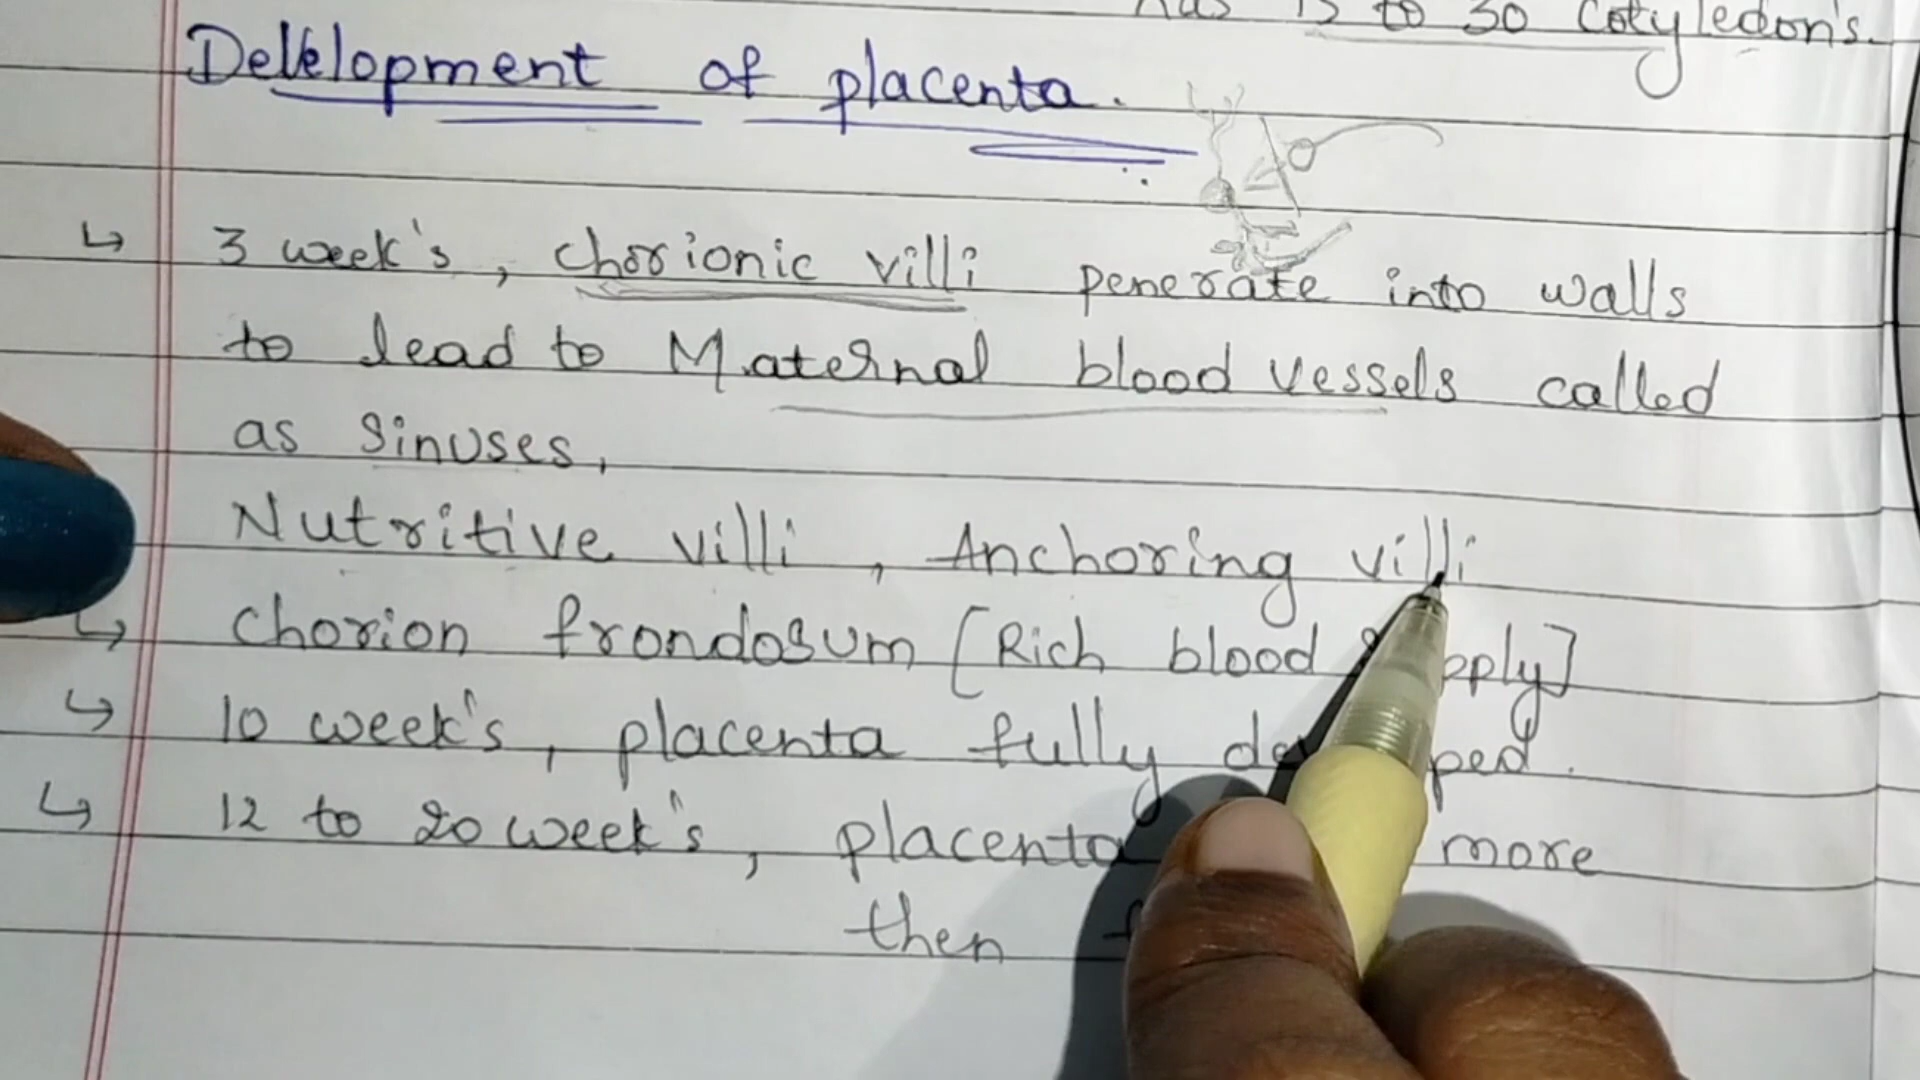 to 30 Cotyledon's.
Development of placenta.
↳ 3 week's, chorionic villi penerate into walls
to lead to Maternal blood vessels called
as sinuses,
Nutritive villi, Anchoring villi
↳ Chorion frondosum [Rich blood
↳ 10 week's, placenta fully
↳ 12 to 20 week's, placenta more
then